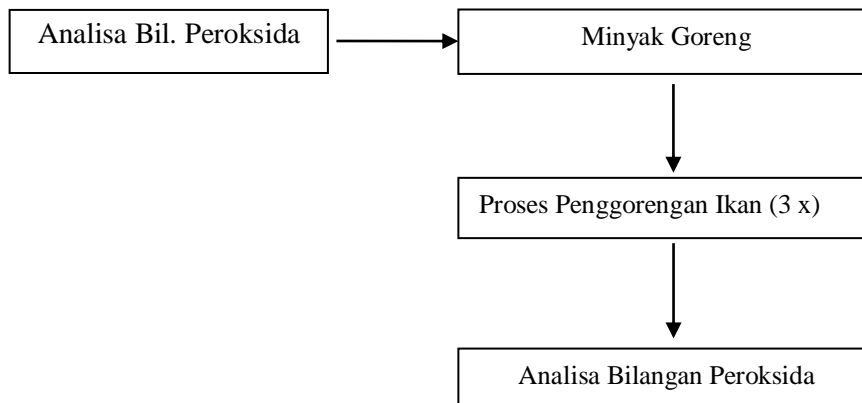 Analisa Bil. Peroksida
Minyak Goreng
Proses Penggorengan Ikan (3 x)
Analisa Bilangan Peroksida